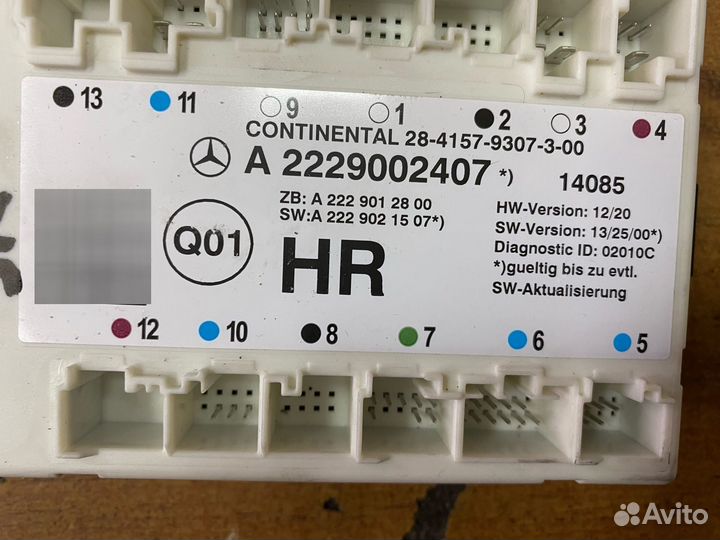 13 11 9 1 2 3 4
CONTINENTAL 28-4157-9307-3-00
A 2229002407 *) 14085
ZB: A 222 901 28 00
SW:A 222 902 15 07*)
Q01
HR
HW-Version: 12/20
SW-Version: 13/25/00*)
Diagnostic ID: 02010C
*)gueltig bis zu evtl.
SW-Aktualisierung
12 10 8 7 6 5
Avito